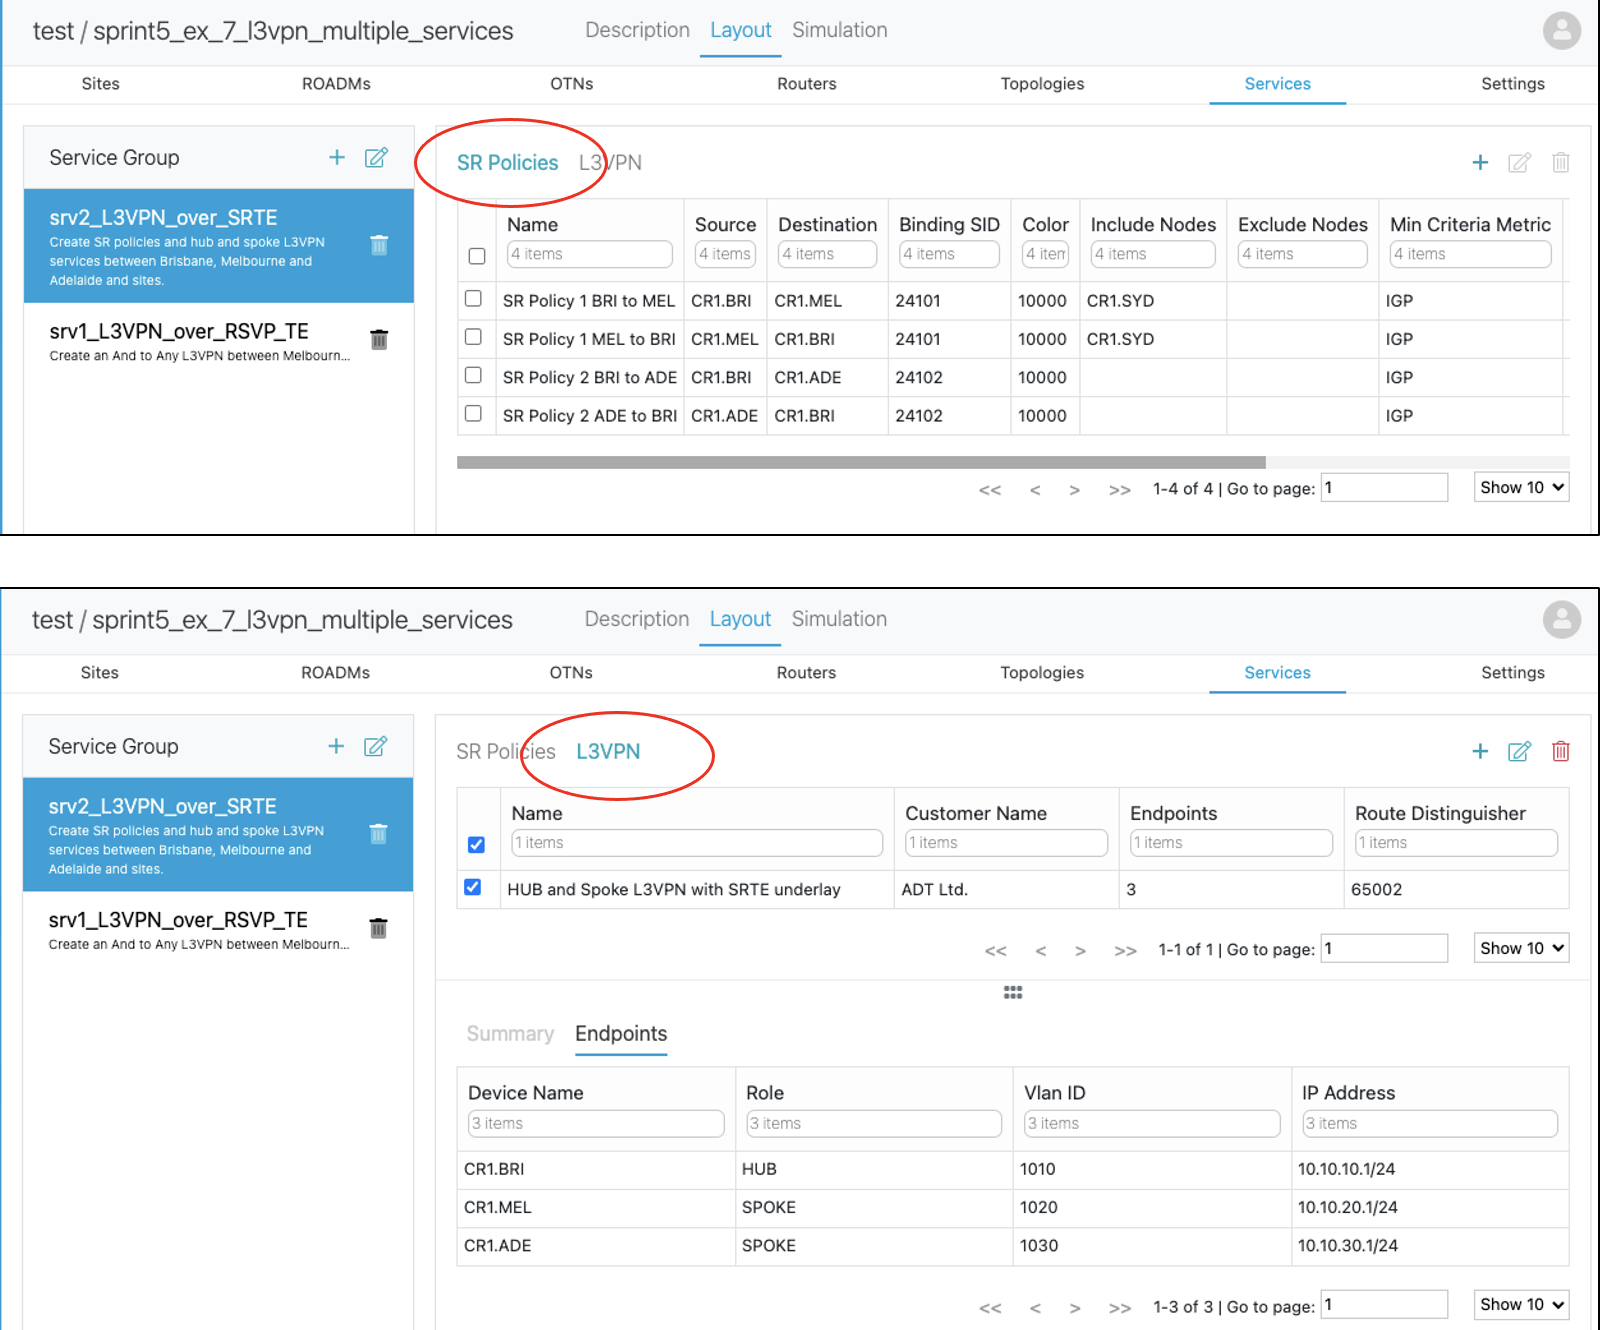 test / sprint5_ex_7_l3vpn_multiple_services Description Layout Simulation
Sites ROADMs OTNs Routers Topologies Services Settings
Service Group
srv2_L3VPN_over_SRTE
Create SR policies and hub and spoke L3VPN
services between Brisbane, Melbourne and
Adelaide and sites.
srv1_L3VPN_over_RSVP_TE
Create an And to Any L3VPN between Melbourn...
SR Policies L3VPN
Name Source Destination Binding SID Color Include Nodes Exclude Nodes Min Criteria Metric
4 items 4 items 4 items 4 items 4 item 4 items 4 items 4 items
SR Policy 1 BRI to MEL CR1.BRI CR1.MEL 24101 10000 CR1.SYD IGP
SR Policy 1 MEL to BRI CR1.MEL CR1.BRI 24101 10000 CR1.SYD IGP
SR Policy 2 BRI to ADE CR1.BRI CR1.ADE 24102 10000 IGP
SR Policy 2 ADE to BRI CR1.ADE CR1.BRI 24102 10000 IGP
<< < > >> 1-4 of 4 | Go to page: 1 Show 10
test / sprint5_ex_7_l3vpn_multiple_services Description Layout Simulation
Sites ROADMs OTNs Routers Topologies Services Settings
Service Group
srv2_L3VPN_over_SRTE
Create SR policies and hub and spoke L3VPN
services between Brisbane, Melbourne and
Adelaide and sites.
srv1_L3VPN_over_RSVP_TE
Create an And to Any L3VPN between Melbourn...
SR Policies L3VPN
Name Customer Name Endpoints Route Distinguisher
1 items 1 items 1 items 1 items
HUB and Spoke L3VPN with SRTE underlay ADT Ltd. 3 65002
<< < > >> 1-1 of 1 | Go to page: 1 Show 10
Summary Endpoints
Device Name Role Vlan ID IP Address
3 items 3 items 3 items 3 items
CR1.BRI HUB 1010 10.10.10.1/24
CR1.MEL SPOKE 1020 10.10.20.1/24
CR1.ADE SPOKE 1030 10.10.30.1/24
<< < > >> 1-3 of 3 | Go to page: 1 Show 10